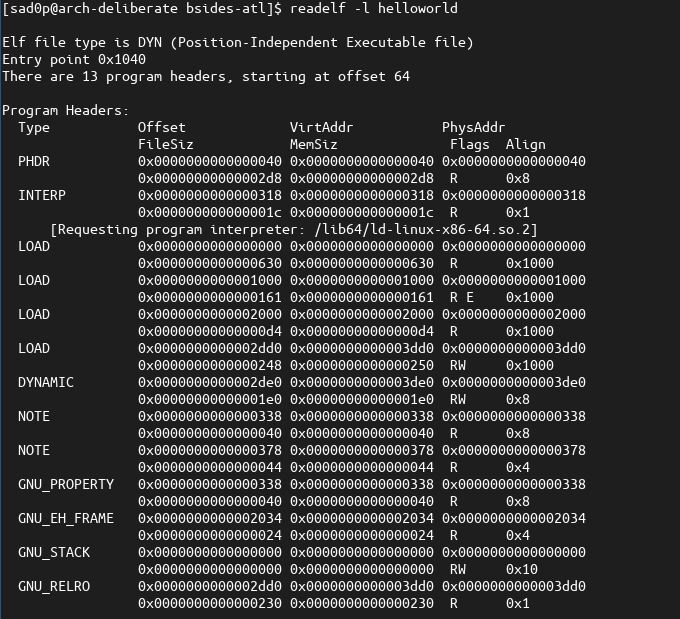 [sad0p@arch-deliberate bsides-atl]$ readelf -l helloworld

Elf file type is DYN (Position-Independent Executable file)
Entry point 0x1040
There are 13 program headers, starting at offset 64

Program Headers:
  Type           Offset             VirtAddr           PhysAddr
                 FileSiz            MemSiz              Flags  Align
  PHDR           0x0000000000000040 0x0000000000000040 0x0000000000000040
                 0x00000000000002d8 0x00000000000002d8  R      0x8
  INTERP         0x0000000000000318 0x0000000000000318 0x0000000000000318
                 0x000000000000001c 0x000000000000001c  R      0x1
      [Requesting program interpreter: /lib64/ld-linux-x86-64.so.2]
  LOAD           0x0000000000000000 0x0000000000000000 0x0000000000000000
                 0x0000000000000630 0x0000000000000630  R      0x1000
  LOAD           0x0000000000001000 0x0000000000001000 0x0000000000001000
                 0x0000000000000161 0x0000000000000161  R E    0x1000
  LOAD           0x0000000000002000 0x0000000000002000 0x0000000000002000
                 0x00000000000000d4 0x00000000000000d4  R      0x1000
  LOAD           0x0000000000002dd0 0x0000000000003dd0 0x0000000000003dd0
                 0x0000000000000248 0x0000000000000250  RW     0x1000
  DYNAMIC        0x0000000000002de0 0x0000000000003de0 0x0000000000003de0
                 0x00000000000001e0 0x00000000000001e0  RW     0x8
  NOTE           0x0000000000000338 0x0000000000000338 0x0000000000000338
                 0x0000000000000040 0x0000000000000040  R      0x8
  NOTE           0x0000000000000378 0x0000000000000378 0x0000000000000378
                 0x0000000000000044 0x0000000000000044  R      0x4
  GNU_PROPERTY   0x0000000000000338 0x0000000000000338 0x0000000000000338
                 0x0000000000000040 0x0000000000000040  R      0x8
  GNU_EH_FRAME   0x0000000000002034 0x0000000000002034 0x0000000000002034
                 0x0000000000000024 0x0000000000000024  R      0x4
  GNU_STACK      0x0000000000000000 0x0000000000000000 0x0000000000000000
                 0x0000000000000000 0x0000000000000000  RW     0x10
  GNU_RELRO      0x0000000000002dd0 0x0000000000003dd0 0x0000000000003dd0
                 0x0000000000000230 0x0000000000000230  R      0x1